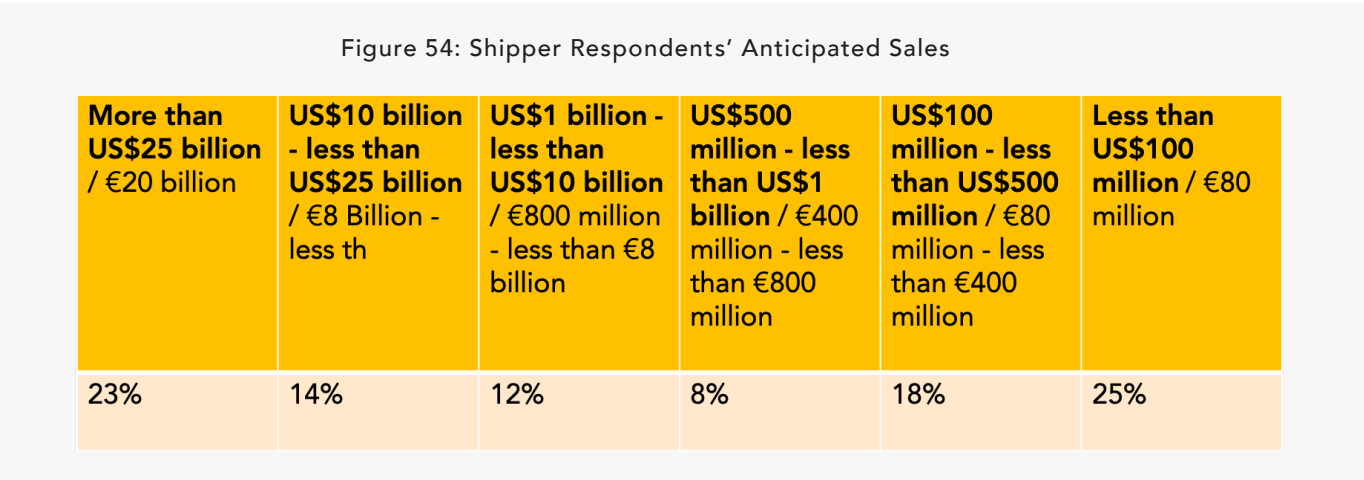 Figure 54: Shipper Respondents’ Anticipated Sales
More than
US$25 billion
/ €20 billion
US$10 billion
- less than
US$25 billion
/ €8 Billion -
less th
US$1 billion -
less than
US$10 billion
/ €800 million
- less than €8
billion
US$500
million - less
than US$1
billion / €400
million - less
than €800
million
US$100
million - less
than US$500
million / €80
million - less
than €400
million
Less than
US$100
million / €80
million
23%
14%
12%
8%
18%
25%